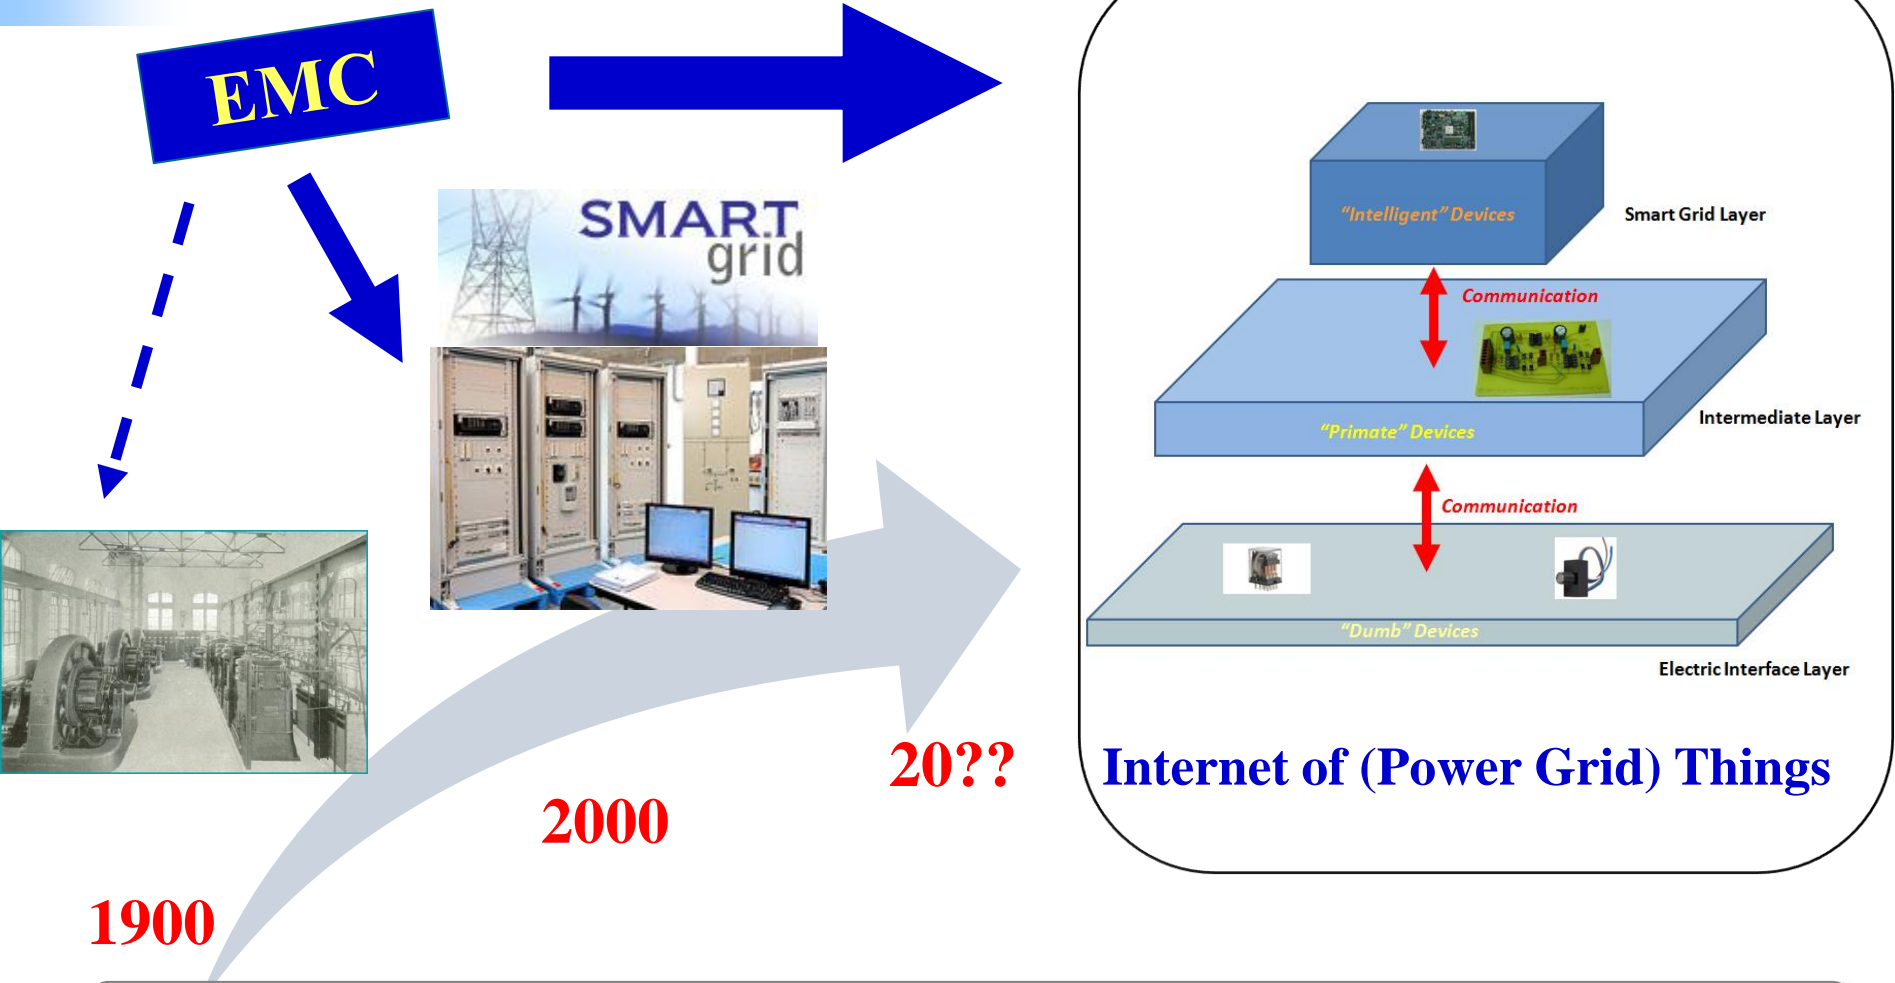 EMC
SMART
grid
"Intelligent" Devices
Smart Grid Layer
Communication
"Primate" Devices
Intermediate Layer
Communication
"Dumb" Devices
Electric Interface Layer
Internet of (Power Grid) Things
20??
2000
1900